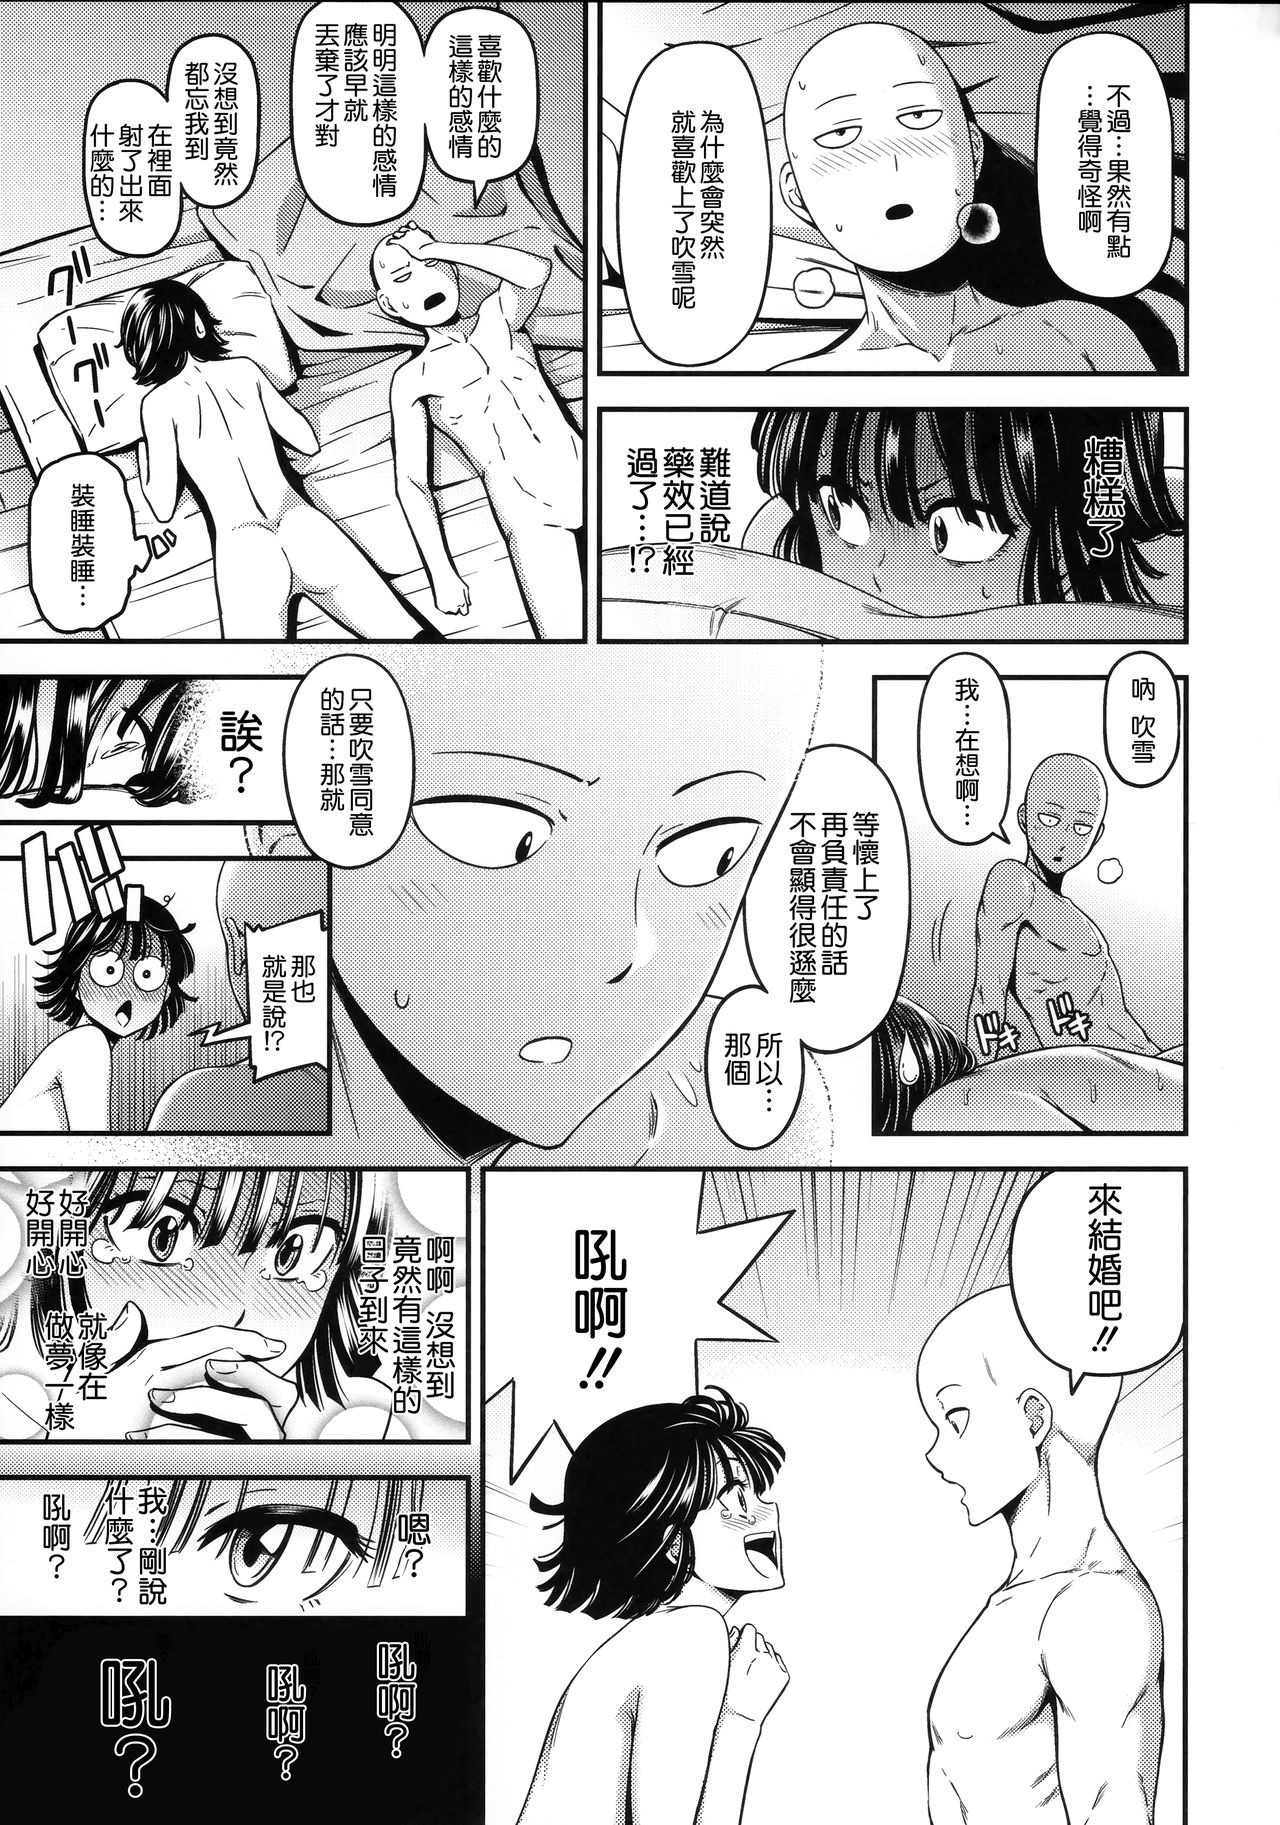 不過…果然有點
…覺得奇怪啊
為什麼會突然
就喜歡上了吹雪呢
糟糕了
難道說
藥效已經
過了…!?
喜歡什麼的
這樣的感情
明明這樣的感情
應該早就
丟棄了才對
沒想到竟然
都忘我到
在裡面
射了出來
什麼的…
グググ
裝睡裝睡…
吶 吹雪
我…在想啊…
ドキ
ドキ
等懷上了
再負責任的話
不會顯得很遜麼
所以…
那個
只要吹雪同意
的話…那就
誒?
那也
就是說!?
來結婚吧!!
吼啊!!
啊啊 沒想到
竟然有這樣的
日子到來
好開心
好開心
就像在
做夢一樣
嗯?
我…剛說
什麼了?
吼啊?
吼啊?
吼啊?
吼啊?
吼啊?
嗯?
吼?